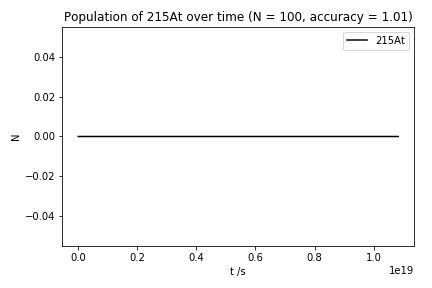 Population of 215At over time (N = 100, accuracy = 1.01)
215At
0.04
0.02
0.00
−0.02
−0.04
N
0.0 0.2 0.4 0.6 0.8 1.0
t /s
1e19